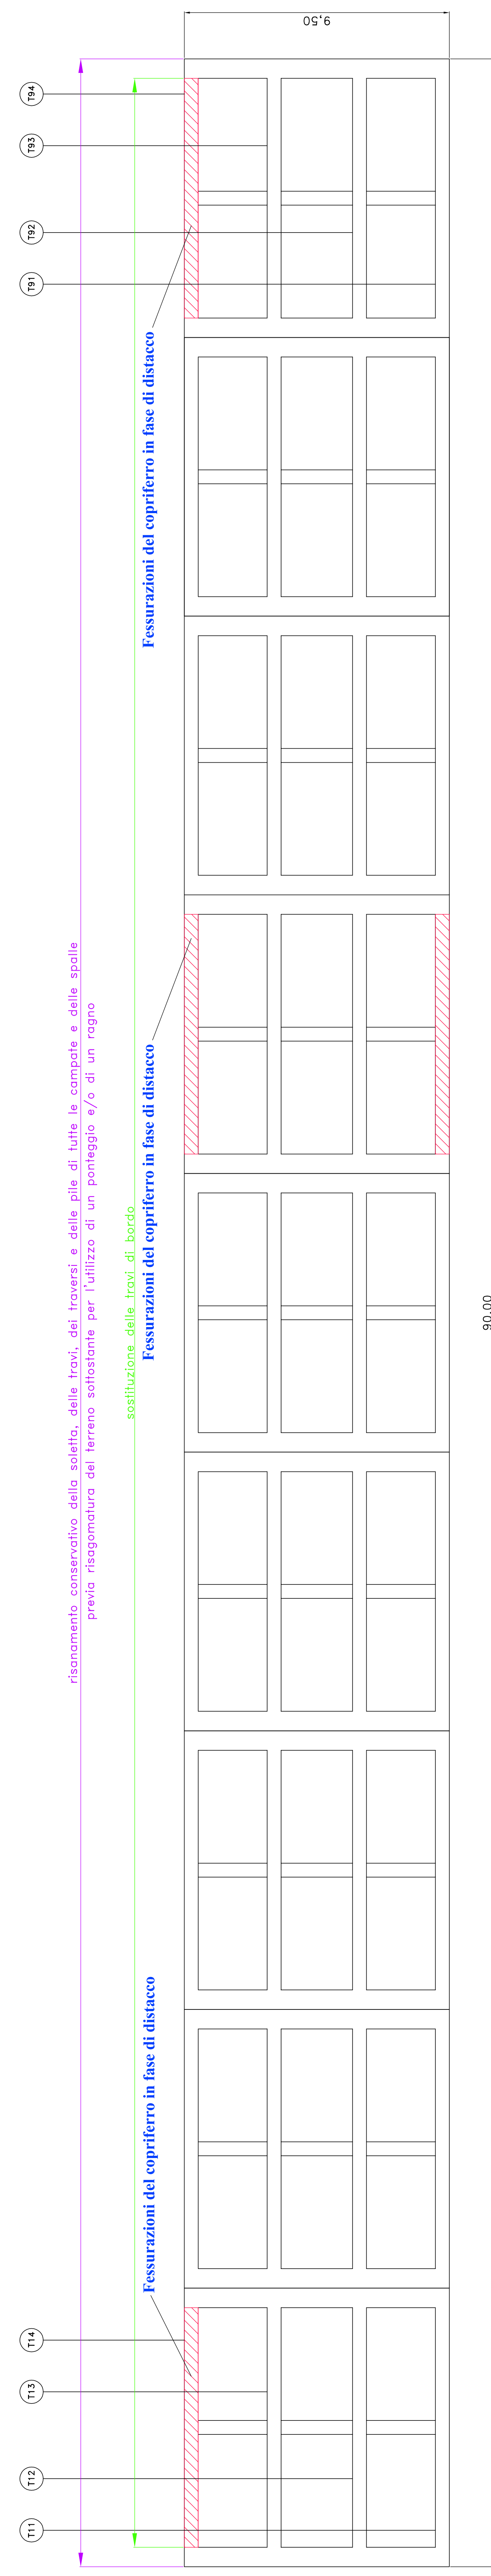 9,50
T94
T93
T92
T91
Fessurazioni del copriferro in fase di distacco
risanamento conservativo della soletta, delle travi, dei traversi e delle pile di tutte le campate e delle spalle
previa risagomatura del terreno sottostante per l'utilizzo di un ponteggio e/o di un ragno
sostituzione delle travi di bordo
Fessurazioni del copriferro in fase di distacco
90.00
Fessurazioni del copriferro in fase di distacco
T14
T13
T12
T11